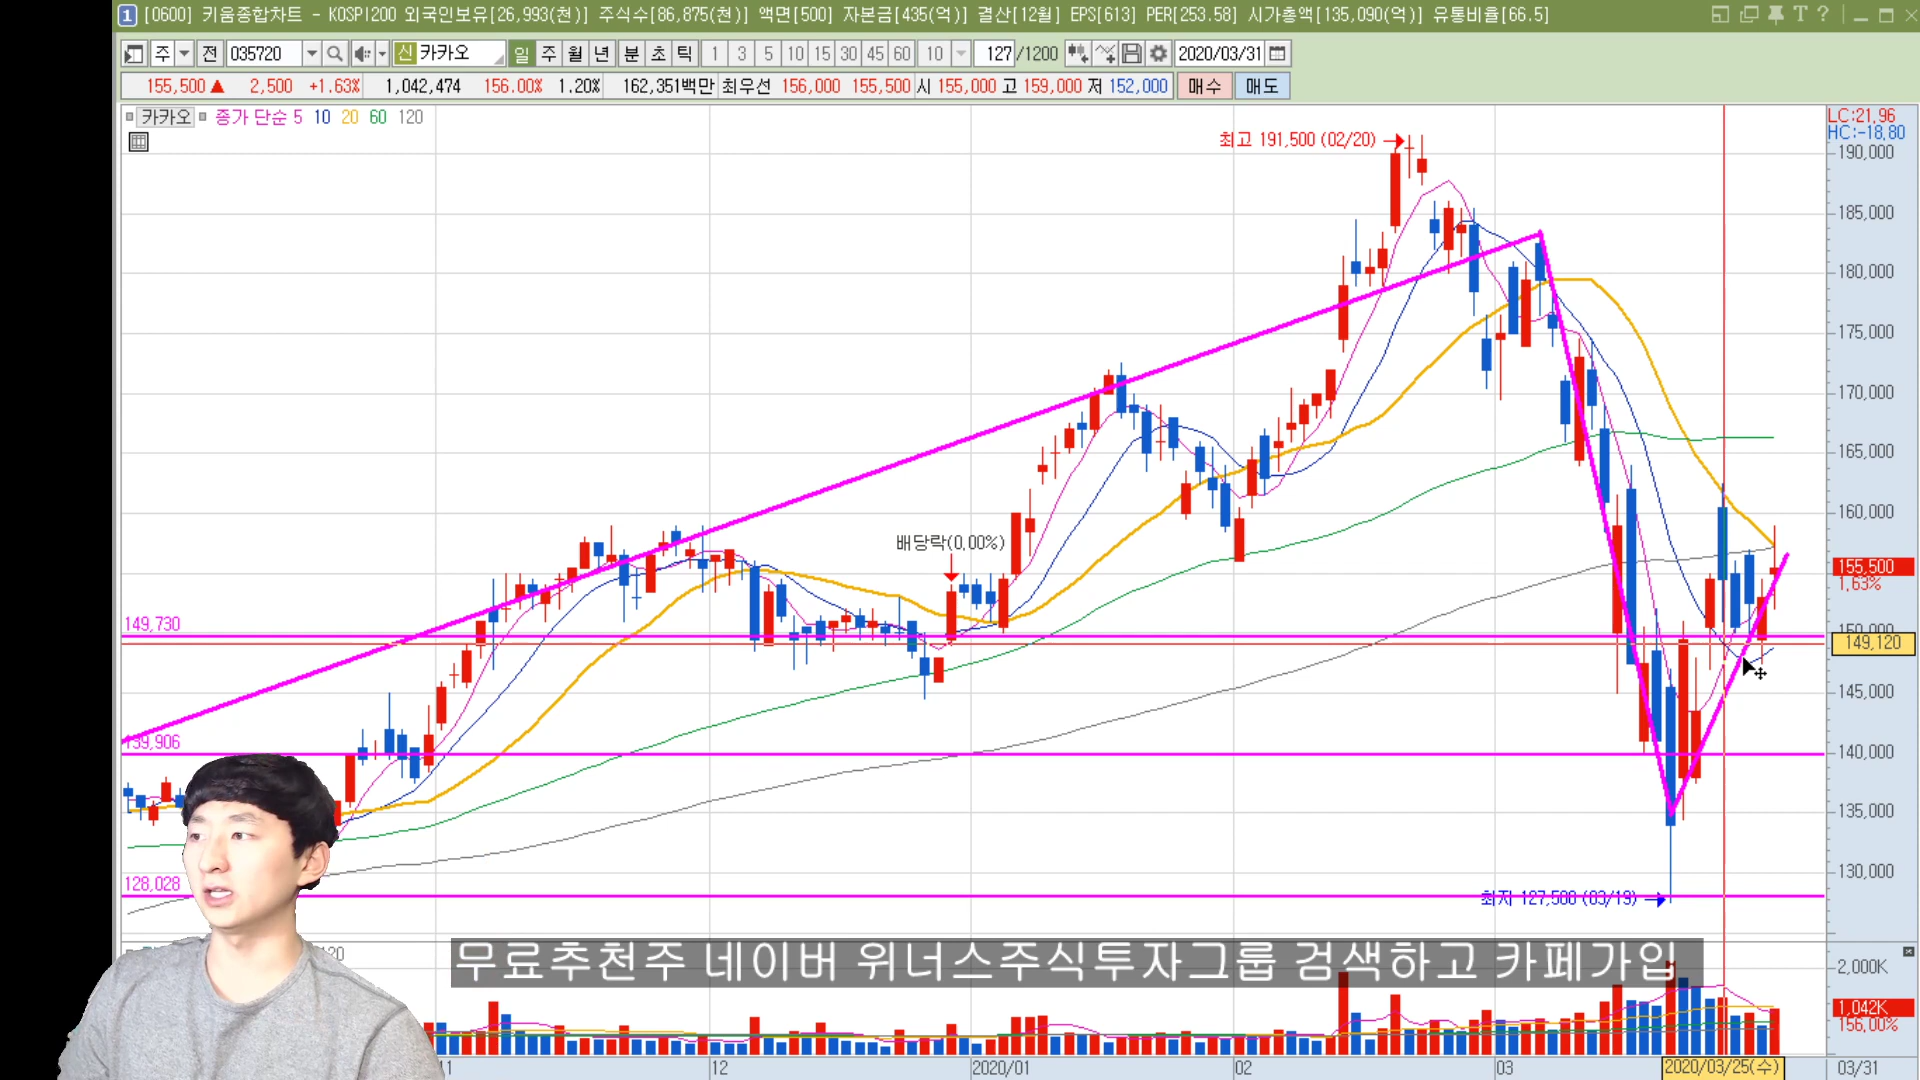 1 [0600] 키움종합차트 - KOSPI200 외국인보유[26,993(천)] 주식수[86,875(천)] 액면[500] 자본금[435(억)] 결산[12월] EPS[613] PER[253.58] 시가총액[135,090(억)] 유통비율[66.5] T ?
주 전 035720 신 카카오 일 주 월 년 분 초 틱 1 3 5 10 15 30 45 60 10 127 /1200 2020/03/31
155,500 ▲ 2,500 +1.63% 1,042,474 156.00% 1.20% 162,351백만 최우선 156,000 155,500 시 155,000 고 159,000 저 152,000 매수 매도
카카오 종가 단순 5 10 20 60 120
LC:21.96
HC:-18.80
최고 191,500 (02/20)
190,000
185,000
180,000
175,000
170,000
165,000
160,000
배당락(0.00%)
155,500
1.63%
149,730
150,000
149,120
145,000
139,906
140,000
135,000
130,000
128,028
최저 127,500 (03/19)
무료추천주 네이버 위너스주식투자그룹 검색하고 카페가입
2,000K
1,042K
156.00%
11 12 2020/01 02 03 2020/03/25(수) 03/31